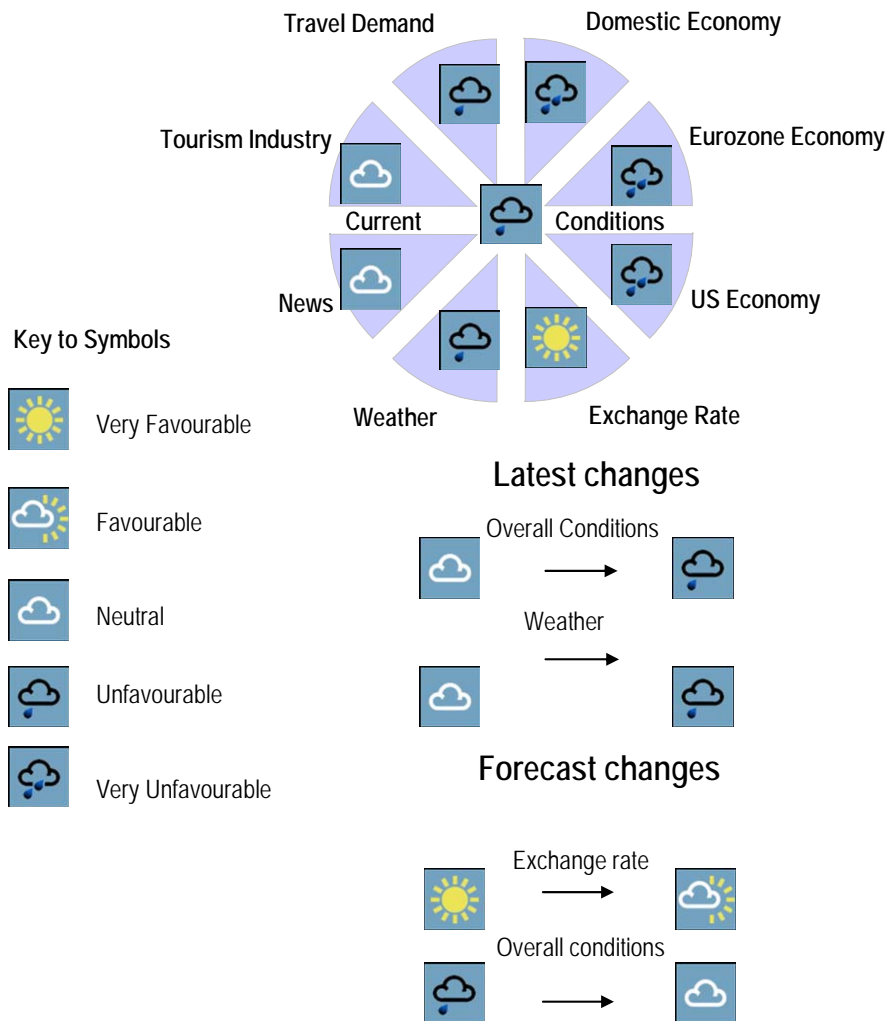 Travel Demand
Domestic Economy
Tourism Industry
Eurozone Economy
Current
Conditions
News
US Economy
Weather
Exchange Rate
Key to Symbols
Very Favourable
Favourable
Neutral
Unfavourable
Very Unfavourable
Latest changes
Overall Conditions
Weather
Forecast changes
Exchange rate
Overall conditions